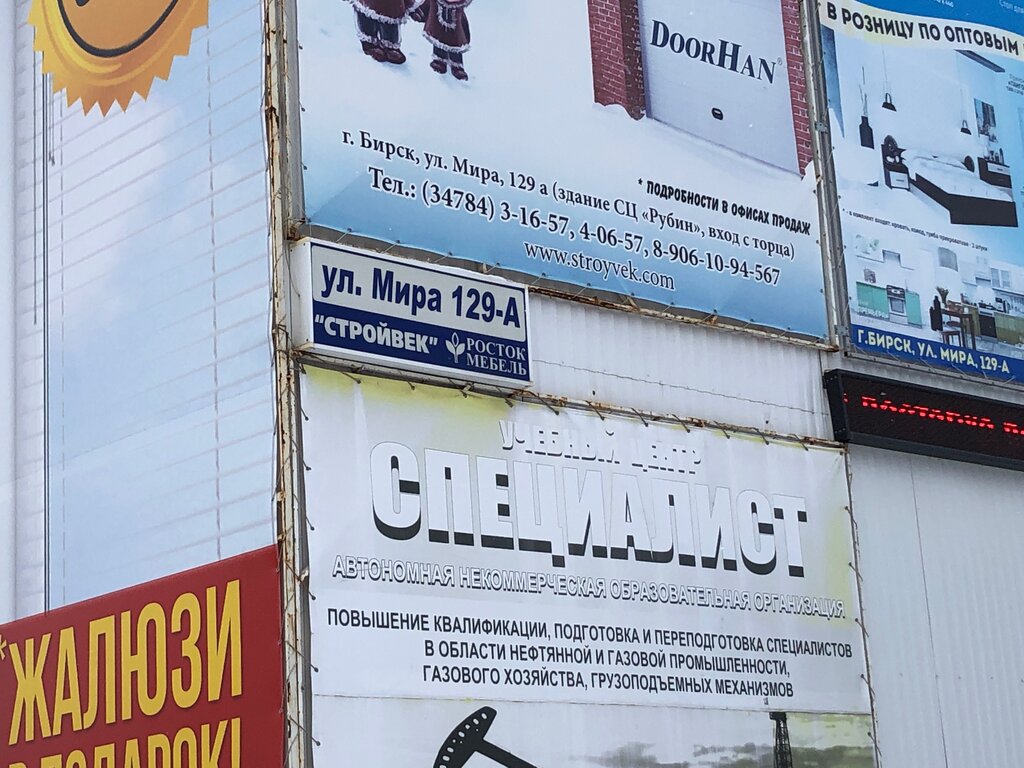 DOORHAN®
* ПОДРОБНОСТИ В ОФИСАХ ПРОДАЖ
г. Бирск, ул. Мира, 129 а (здание СЦ «Рубин», вход с торца)
Тел.: (34784) 3-16-57, 4-06-57, 8-906-10-94-567
www.stroyvek.com
В РОЗНИЦУ ПО ОПТОВЫМ
Г.БИРСК, УЛ. МИРА, 129-А
ул. Мира 129-А
"СТРОЙВЕК" РОСТОК
МЕБЕЛЬ
УЧЕБНЫЙ ЦЕНТР
СПЕЦИАЛИСТ
АВТОНОМНАЯ НЕКОММЕРЧЕСКАЯ ОБРАЗОВАТЕЛЬНАЯ ОРГАНИЗАЦИЯ
ПОВЫШЕНИЕ КВАЛИФИКАЦИИ, ПОДГОТОВКА И ПЕРЕПОДГОТОВКА СПЕЦИАЛИСТОВ
В ОБЛАСТИ НЕФТЯННОЙ И ГАЗОВОЙ ПРОМЫШЛЕННОСТИ,
ГАЗОВОГО ХОЗЯЙСТВА, ГРУЗОПОДЪЕМНЫХ МЕХАНИЗМОВ
*ЖАЛЮЗИ
В ПОДАРОК!